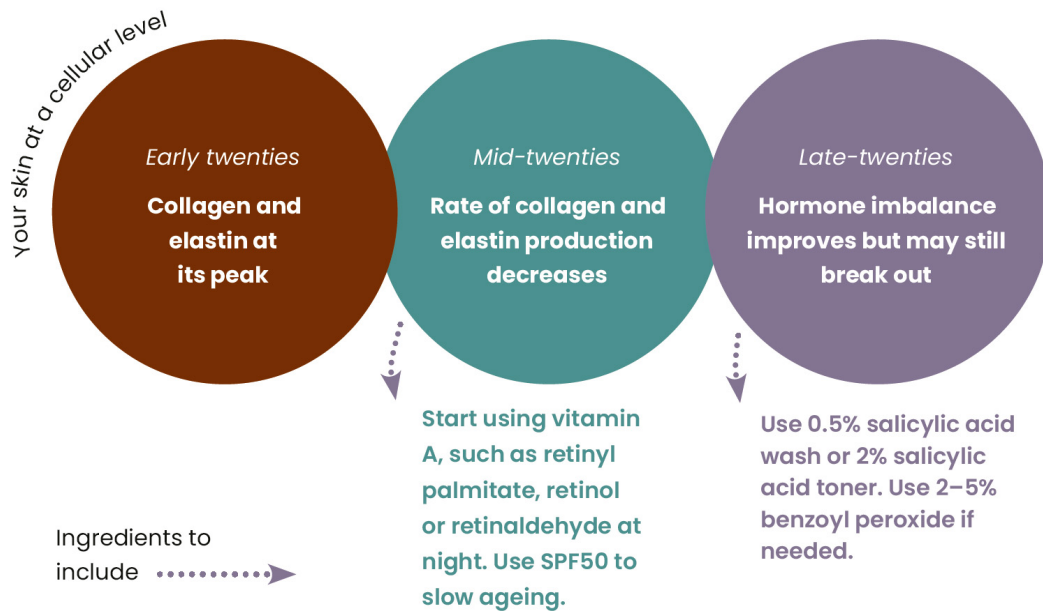 Your skin at a cellular level
Early twenties
Collagen and
elastin at
its peak
Mid-twenties
Rate of collagen and
elastin production
decreases
Late-twenties
Hormone imbalance
improves but may still
break out
Start using vitamin
A, such as retinyl
palmitate, retinol
or retinaldehyde at
night. Use SPF50 to
slow ageing.
Use 0.5% salicylic acid
wash or 2% salicylic
acid toner. Use 2–5%
benzoyl peroxide if
needed.
Ingredients to
include